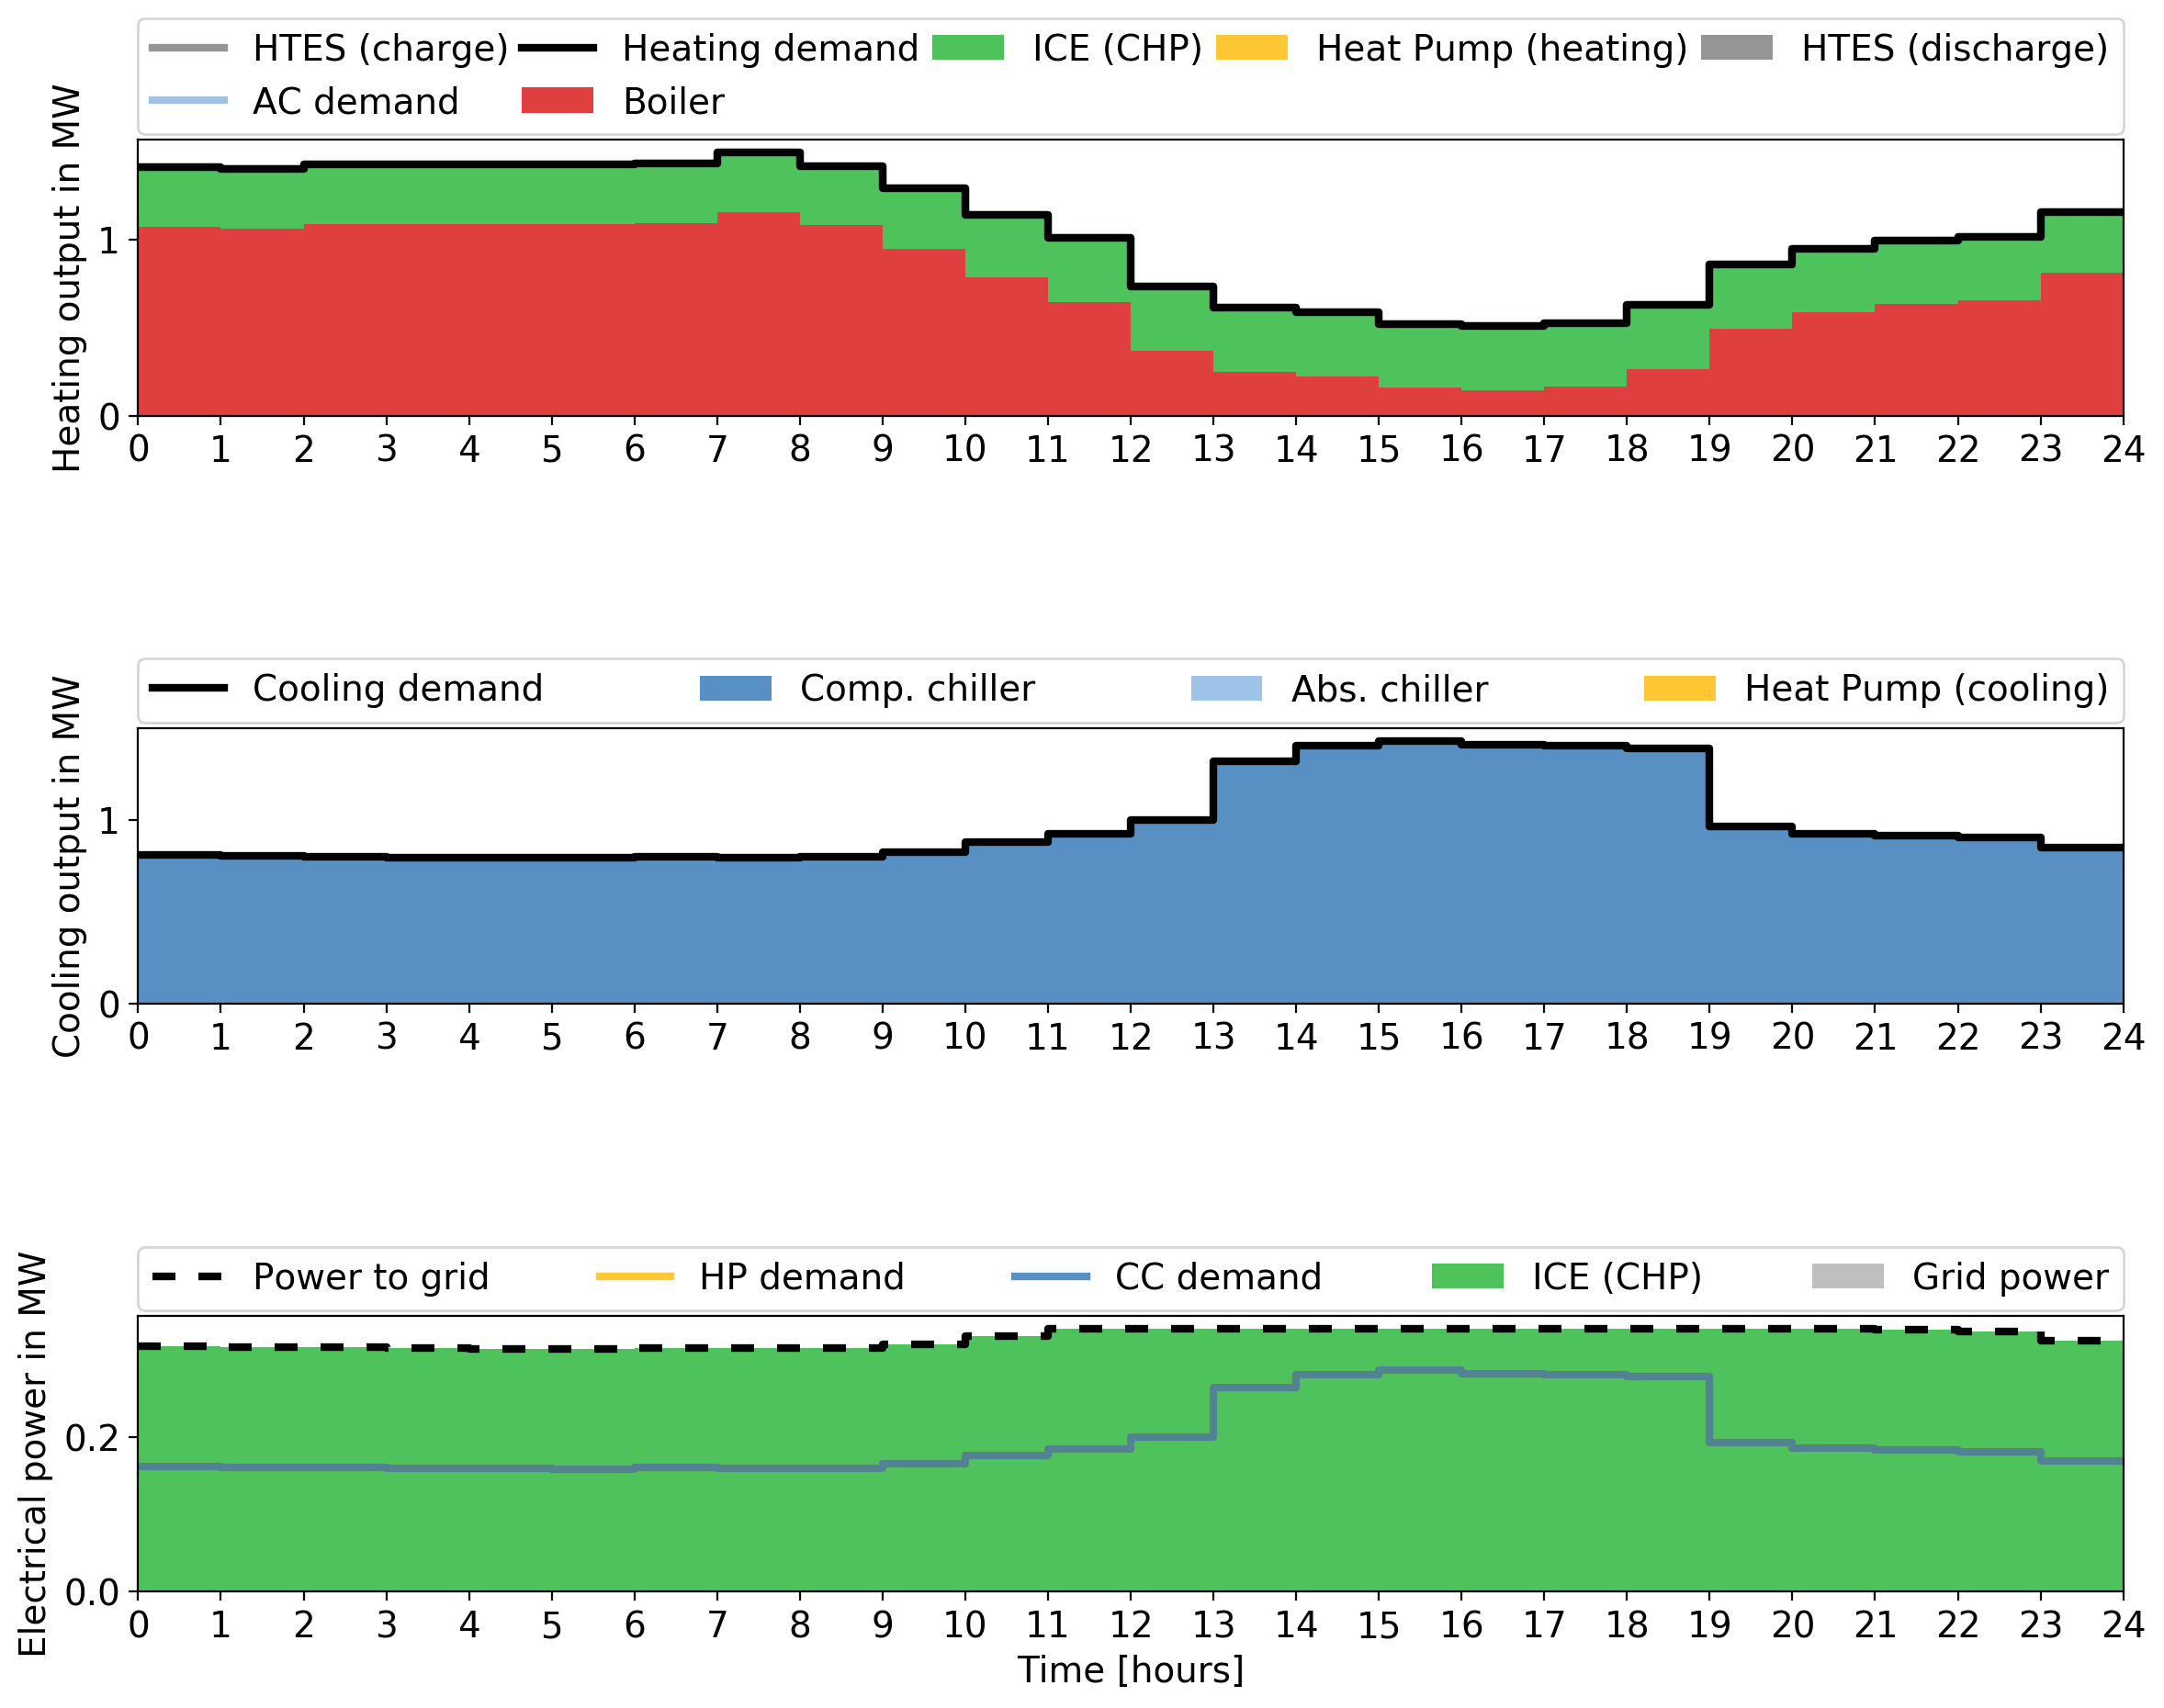 HTES (charge) Heating demand ICE (CHP) Heat Pump (heating) HTES (discharge)
AC demand Boiler
Heating output in MW
1
0
0 1 2 3 4 5 6 7 8 9 10 11 12 13 14 15 16 17 18 19 20 21 22 23 24
Cooling demand Comp. chiller Abs. chiller Heat Pump (cooling)
Cooling output in MW
1
0
0 1 2 3 4 5 6 7 8 9 10 11 12 13 14 15 16 17 18 19 20 21 22 23 24
Power to grid HP demand CC demand ICE (CHP) Grid power
Electrical power in MW
0.2
0.0
0 1 2 3 4 5 6 7 8 9 10 11 12 13 14 15 16 17 18 19 20 21 22 23 24
Time [hours]